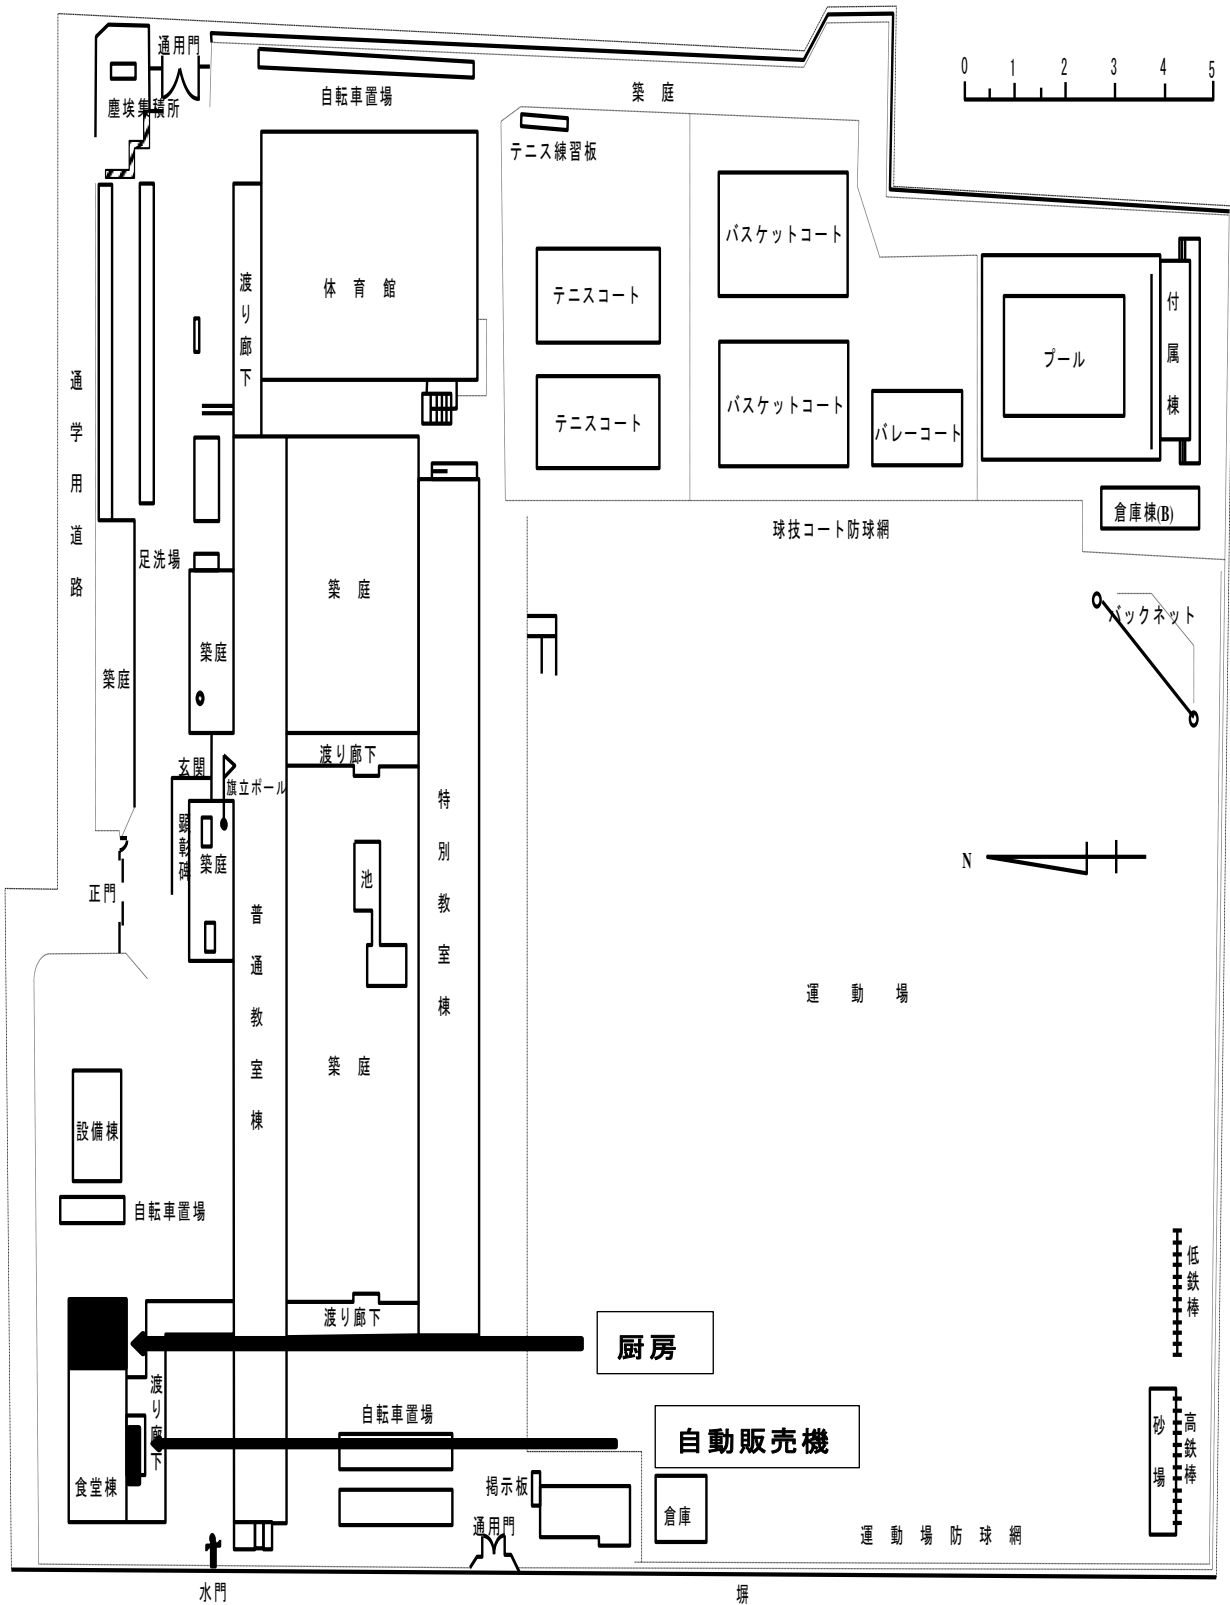 通用門
0 1 2 3 4 5
自転車置場
築庭
塵埃集積所
テニス練習板
バスケットコート
渡り廊下
体育館
テニスコート
付属棟
プール
通学用道路
バスケットコート
テニスコート
バレーコート
倉庫棟(B)
球技コート防球網
足洗場
築庭
バックネット
築庭
築庭
渡り廊下
玄関
旗立ポール
特別教室棟
顕彰碑
築庭
池
N
正門
普通教室棟
運動場
築庭
設備棟
自転車置場
低鉄棒
渡り廊下
厨房
渡り廊下
自転車置場
自動販売機
砂場
高鉄棒
食堂棟
掲示板
倉庫
通用門
運動場防球網
水門
塀